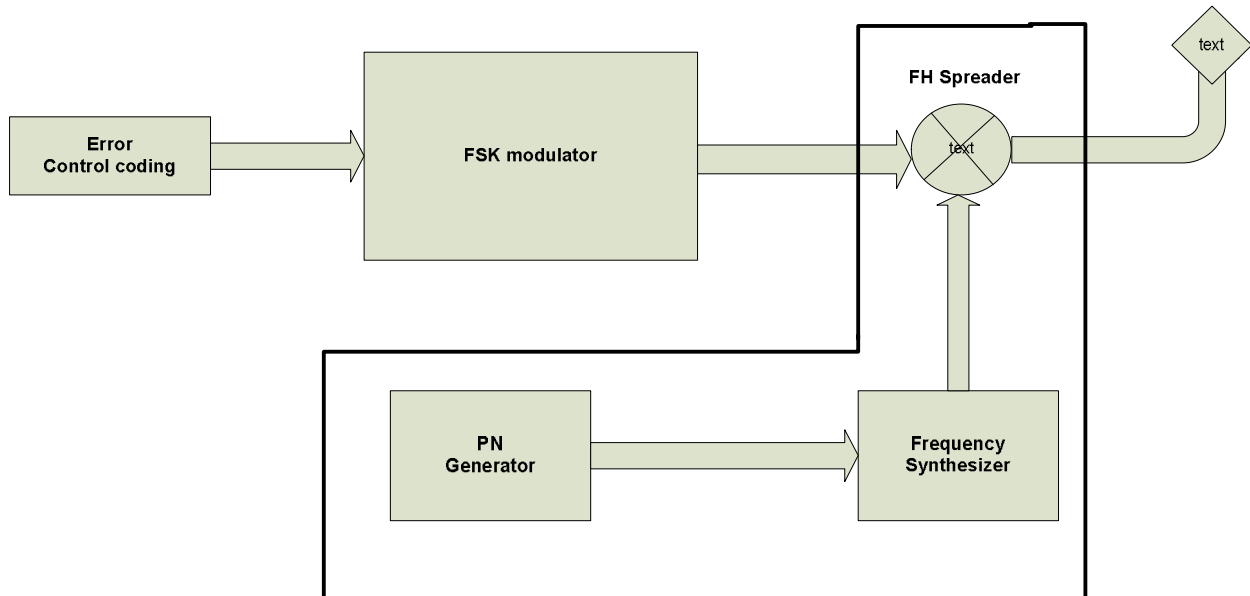 text
FH Spreader
Error
Control coding
FSK modulator
text
PN
Generator
Frequency
Synthesizer